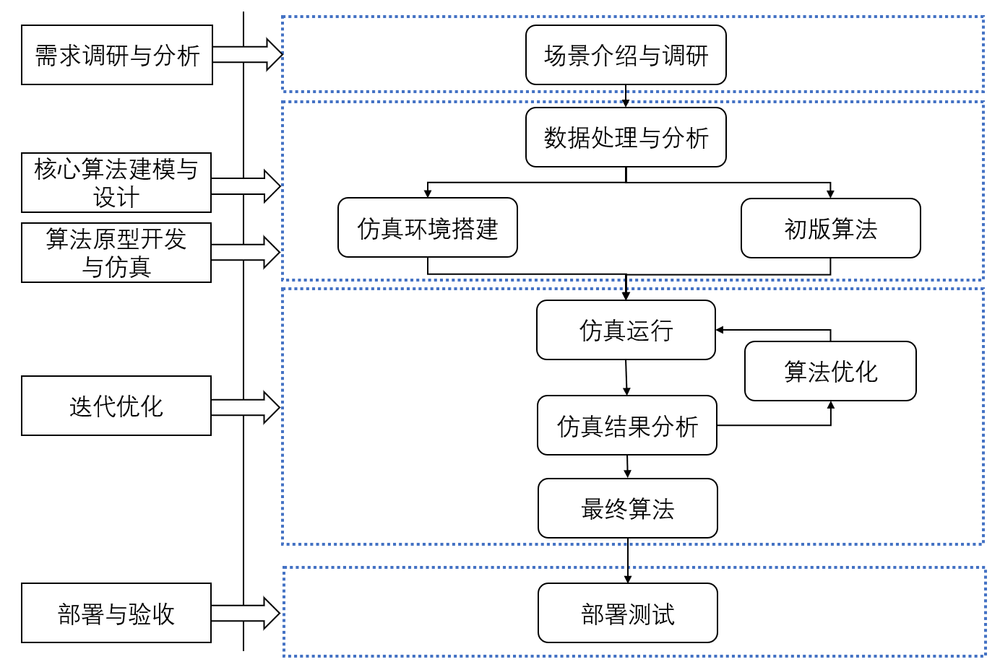 需求调研与分析
场景介绍与调研
数据处理与分析
核心算法建模与
设计
仿真环境搭建
初版算法
算法原型开发
与仿真
仿真运行
算法优化
迭代优化
仿真结果分析
最终算法
部署与验收
部署测试